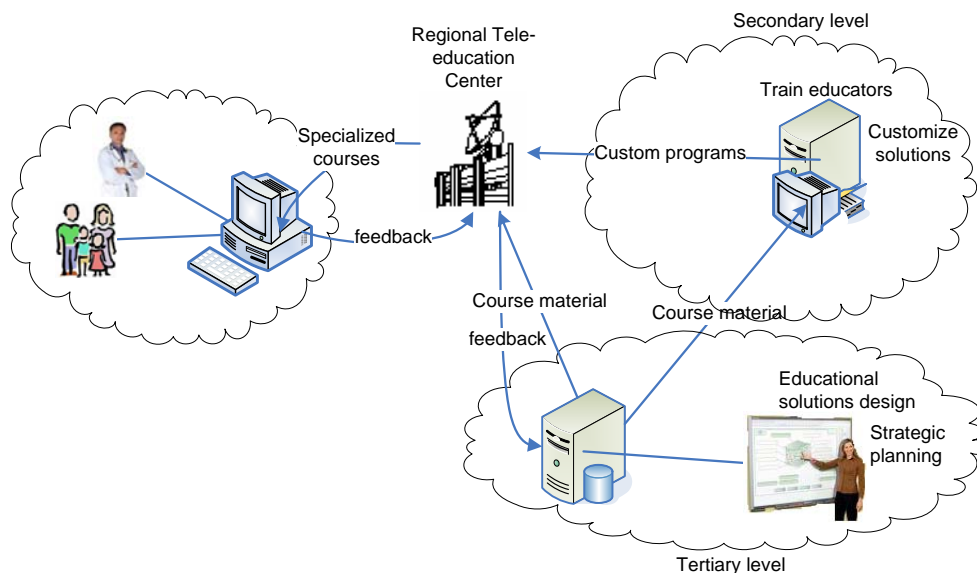 Secondary level
Regional Tele-
education
Center
Train educators
Customize
solutions
Specialized
courses
Custom programs
feedback
Course material
feedback
Course material
Educational
solutions design
Strategic
planning
Tertiary level